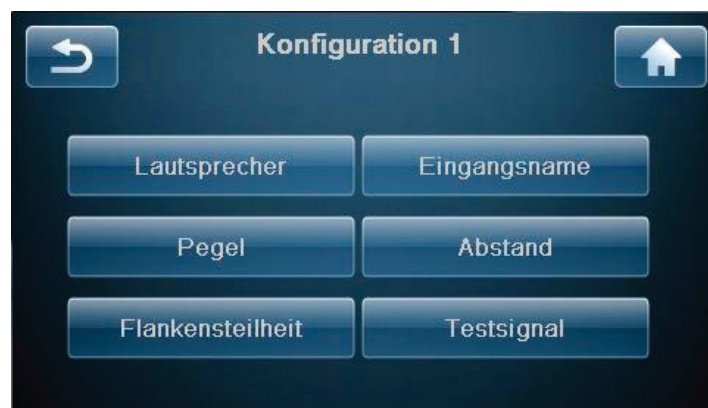 Konfiguration 1
Lautsprecher Eingangsname
Pegel Abstand
Flankensteilheit Testsignal